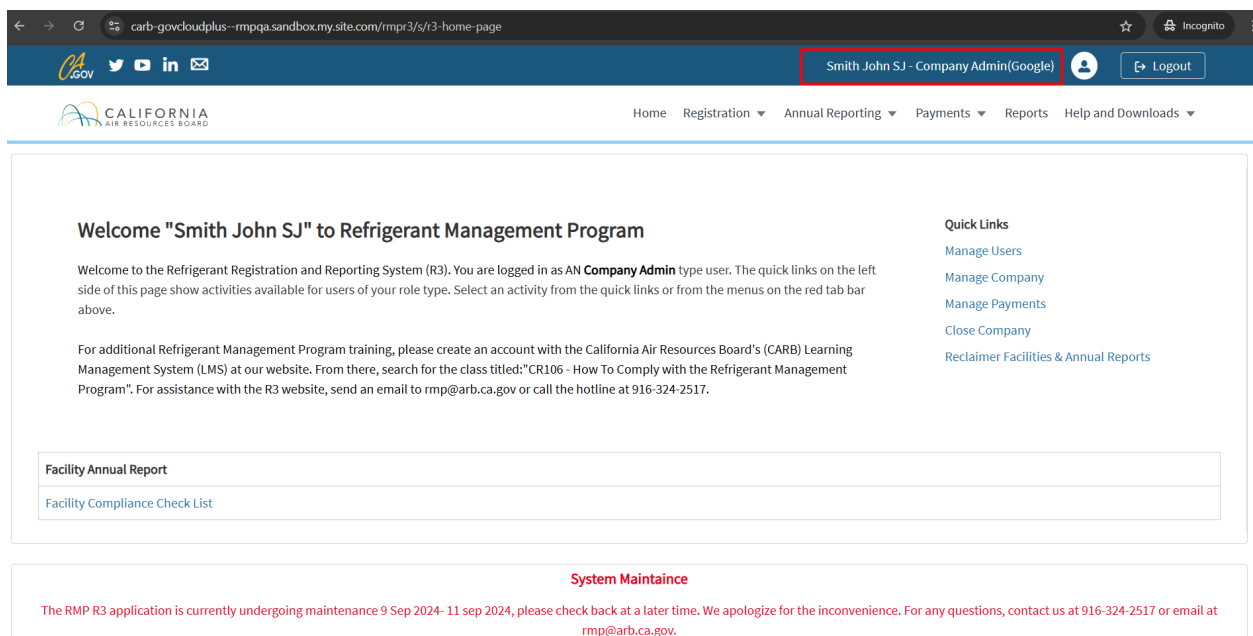 carb-govcloudplus--rmpqa.sandbox.my.site.com/rmpr3/s/r3-home-page
Incognito
CA.GOV
Smith John SJ - Company Admin(Google)
Logout
CALIFORNIA
AIR RESOURCES BOARD
Home Registration Annual Reporting Payments Reports Help and Downloads
Welcome "Smith John SJ" to Refrigerant Management Program
Welcome to the Refrigerant Registration and Reporting System (R3). You are logged in as AN Company Admin type user. The quick links on the left
side of this page show activities available for users of your role type. Select an activity from the quick links or from the menus on the red tab bar
above.
For additional Refrigerant Management Program training, please create an account with the California Air Resources Board's (CARB) Learning
Management System (LMS) at our website. From there, search for the class titled:"CR106 - How To Comply with the Refrigerant Management
Program". For assistance with the R3 website, send an email to rmp@arb.ca.gov or call the hotline at 916-324-2517.
Quick Links
Manage Users
Manage Company
Manage Payments
Close Company
Reclaimer Facilities & Annual Reports
Facility Annual Report
Facility Compliance Check List
System Maintaince
The RMP R3 application is currently undergoing maintenance 9 Sep 2024- 11 sep 2024, please check back at a later time. We apologize for the inconvenience. For any questions, contact us at 916-324-2517 or email at
rmp@arb.ca.gov.